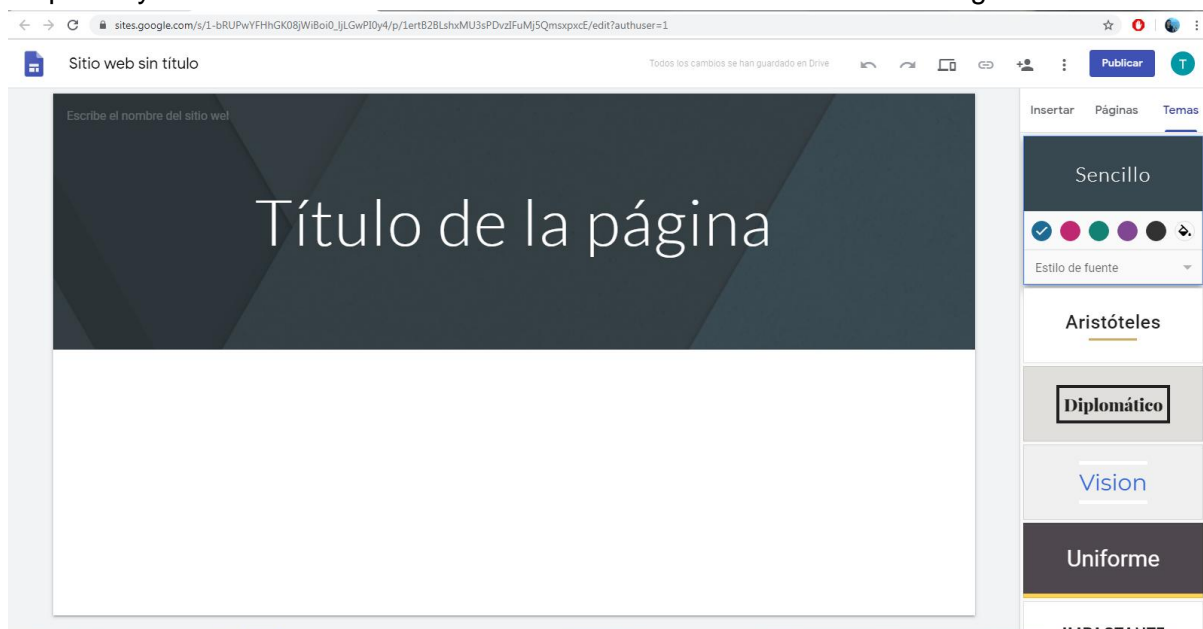 sites.google.com/s/1-bRUPwYFHhGK08jWiBoi0_ljLGwPI0y4/p/1ertB2BLshxMU3sPDvzIFuMj5QmsxpxcE/edit?authuser=1
Sitio web sin título
Todos los cambios se han guardado en Drive
Publicar
T
Escribe el nombre del sitio wel
Título de la página
Insertar Páginas Temas
Sencillo
Estilo de fuente
Aristóteles
Diplomático
Vision
Uniforme